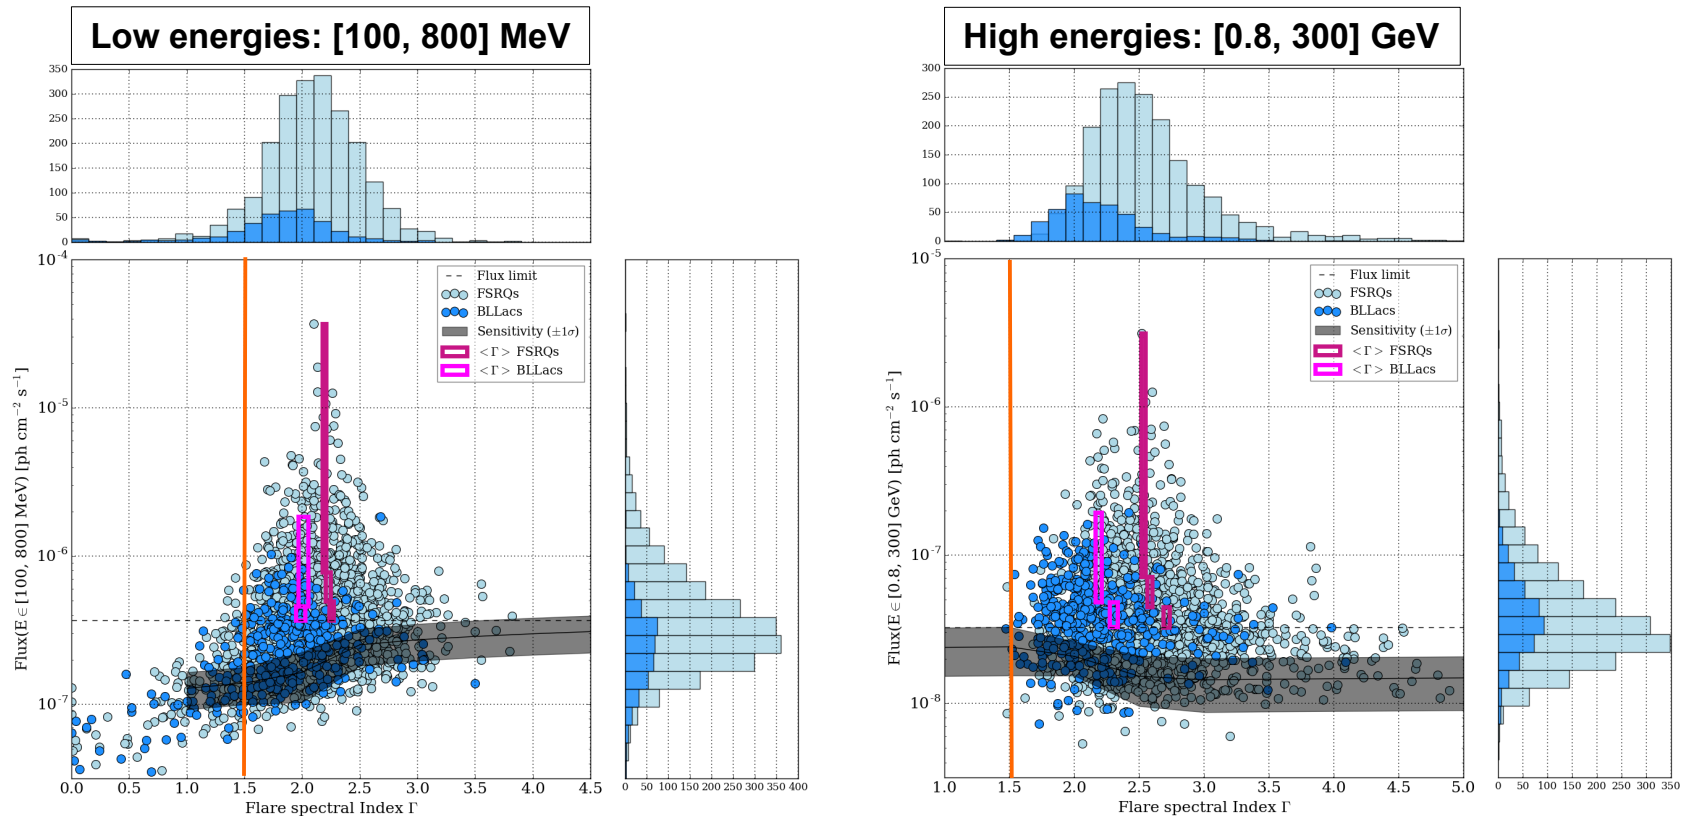 Low energies: [100, 800] MeV
350
300
250
200
150
100
50
0
10⁻⁴
10⁻⁵
10⁻⁶
10⁻⁷
Flux(E ∈ [100, 800] MeV) [ph cm⁻² s⁻¹]
Flux limit
FSRQs
BLLacs
Sensitivity (±1σ)
<Γ> FSRQs
<Γ> BLLacs
0.0 0.5 1.0 1.5 2.0 2.5 3.0 3.5 4.0 4.5
Flare spectral Index Γ
0 50 100 150 200 250 300 350 400
High energies: [0.8, 300] GeV
300
250
200
150
100
50
0
10⁻⁵
10⁻⁶
10⁻⁷
10⁻⁸
Flux(E ∈ [0.8, 300] GeV) [ph cm⁻² s⁻¹]
Flux limit
FSRQs
BLLacs
Sensitivity (±1σ)
<Γ> FSRQs
<Γ> BLLacs
1.0 1.5 2.0 2.5 3.0 3.5 4.0 4.5 5.0
Flare spectral Index Γ
0 50 100 150 200 250 300 350